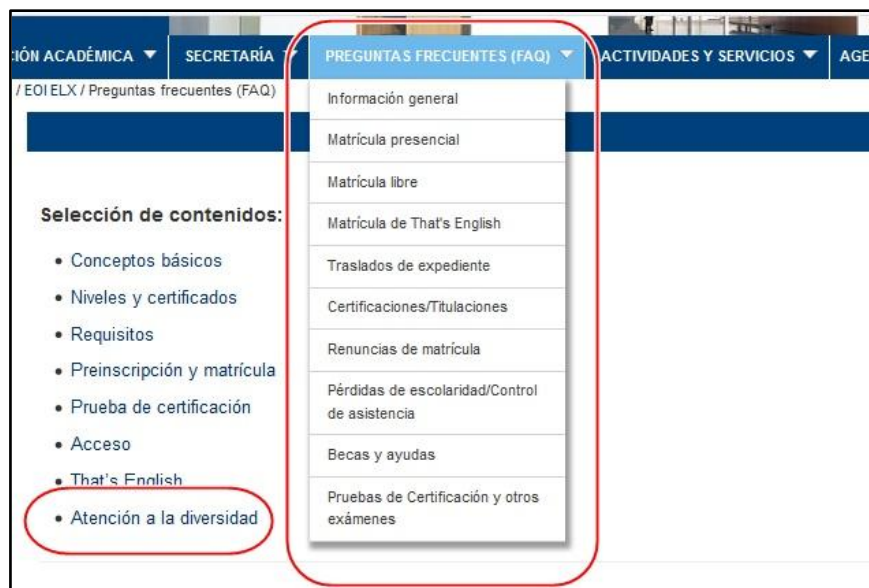 IÓN ACADÉMICA
SECRETARÍA
PREGUNTAS FRECUENTES (FAQ)
ACTIVIDADES Y SERVICIOS
AGE
/ EOI ELX / Preguntas frecuentes (FAQ)
Información general
Matrícula presencial
Matrícula libre
Matrícula de That's English
Traslados de expediente
Certificaciones/Titulaciones
Renuncias de matrícula
Pérdidas de escolaridad/Control
de asistencia
Becas y ayudas
Pruebas de Certificación y otros
exámenes
Selección de contenidos:
• Conceptos básicos
• Niveles y certificados
• Requisitos
• Preinscripción y matrícula
• Prueba de certificación
• Acceso
• That's English
• Atención a la diversidad